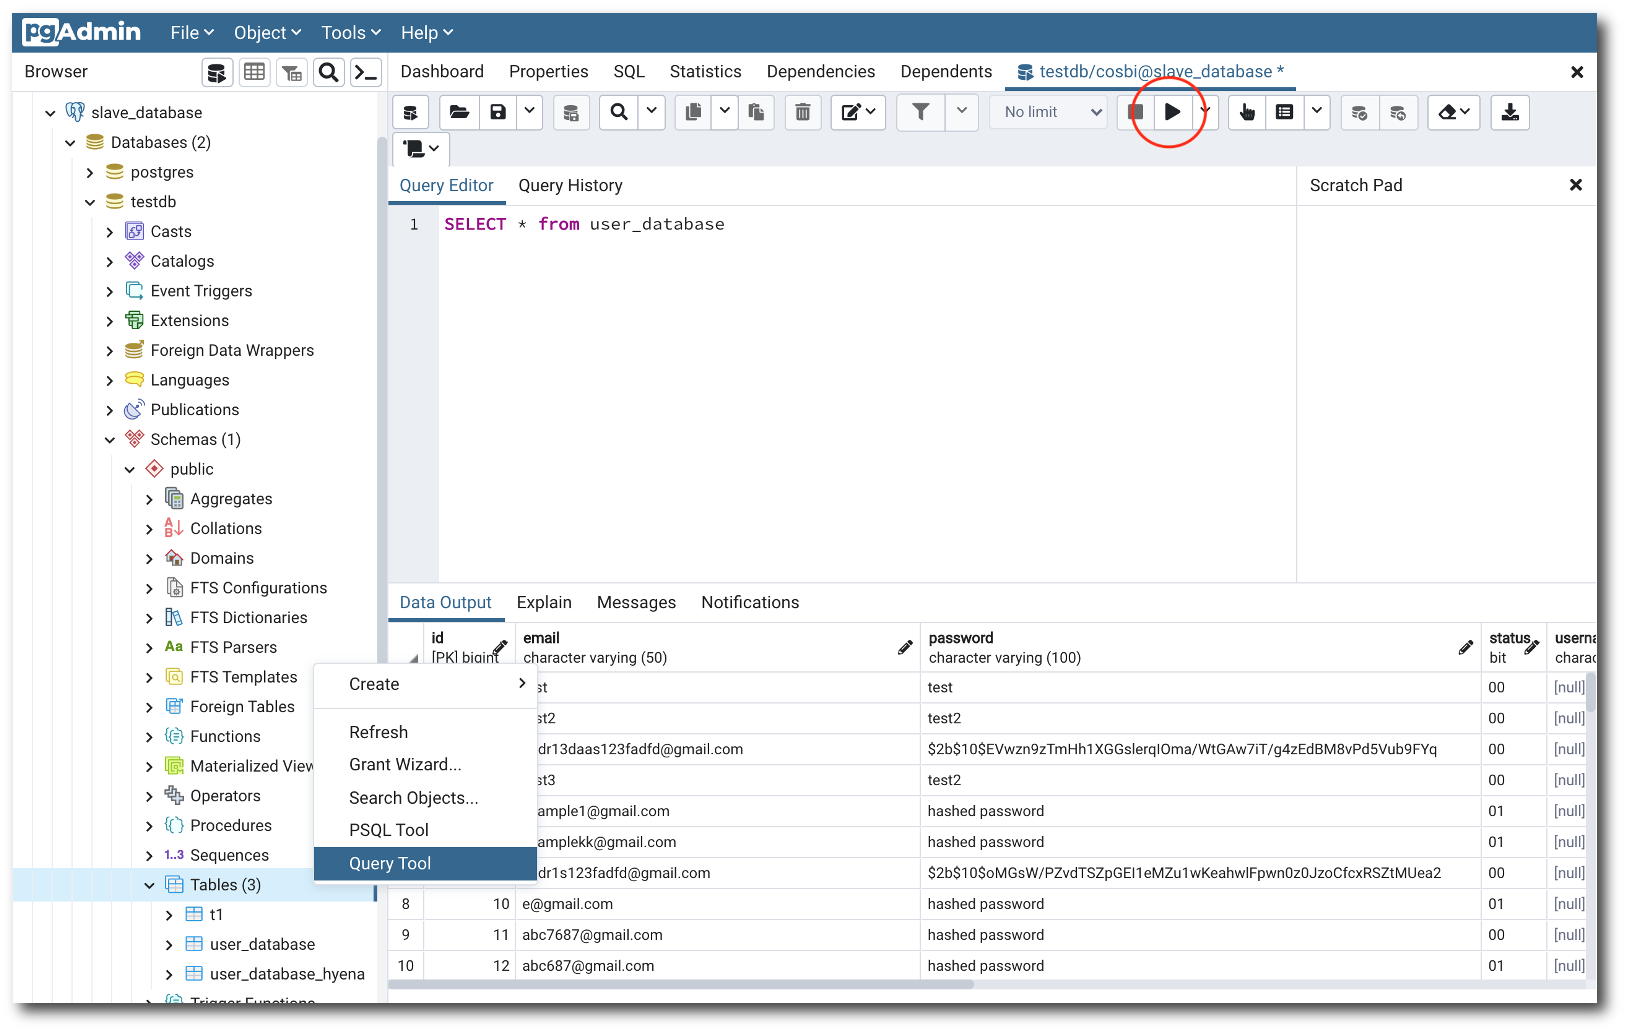 pgAdmin File Object Tools Help
Browser
Dashboard Properties SQL Statistics Dependencies Dependents testdb/cosbi@slave_database *
No limit
slave_database
Databases (2)
postgres
testdb
Casts
Catalogs
Event Triggers
Extensions
Foreign Data Wrappers
Languages
Publications
Schemas (1)
public
Aggregates
Collations
Domains
FTS Configurations
FTS Dictionaries
Aa FTS Parsers
FTS Templates
Foreign Tables
Functions
Materialized View
Operators
Procedures
1..3 Sequences
Tables (3)
t1
user_database
user_database_hyena
Trigger Functions
Create
Refresh
Grant Wizard...
Search Objects...
PSQL Tool
Query Tool
Query Editor Query History
Scratch Pad
1 SELECT * from user_database
Data Output Explain Messages Notifications
id email password status userna
[PK] bigint character varying (50) character varying (100) bit charac
st test 00 [null]
st2 test2 00 [null]
dr13daas123fadfd@gmail.com $2b$10$EVwzn9zTmHh1XGGslerqIOma/WtGAw7iT/g4zEdBM8vPd5Vub9FYq 00 [null]
st3 test2 00 [null]
ample1@gmail.com hashed password 01 [null]
amplekk@gmail.com hashed password 01 [null]
dr1s123fadfd@gmail.com $2b$10$oMGsW/PZvdTSZpGEI1eMZu1wKeahwlFpwn0z0JzoCfcxRSZtMUea2 00 [null]
8 10 e@gmail.com hashed password 01 [null]
9 11 abc7687@gmail.com hashed password 00 [null]
10 12 abc687@gmail.com hashed password 01 [null]